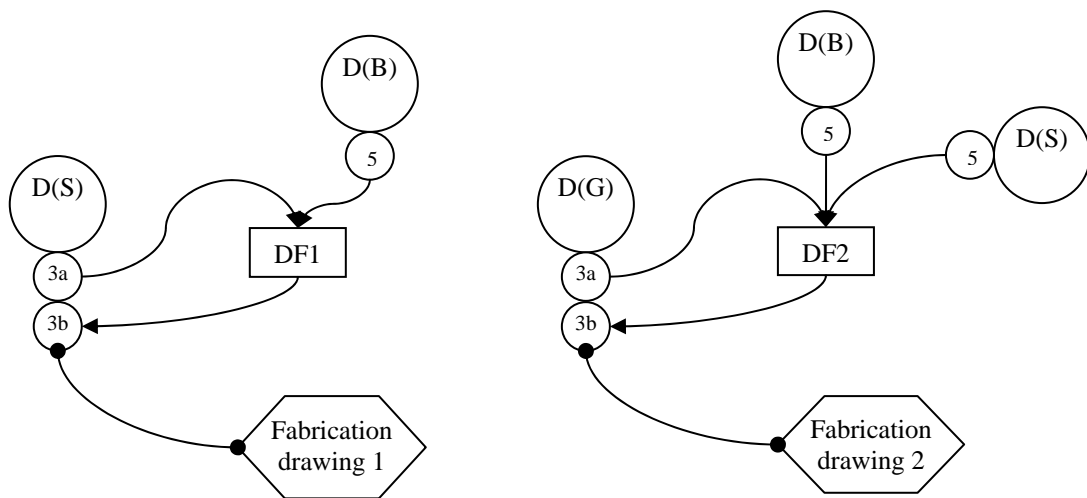 D(B)
5
D(S)
3a
DF1
3b
Fabrication
drawing 1
D(B)
5
5
D(S)
D(G)
3a
DF2
3b
Fabrication
drawing 2